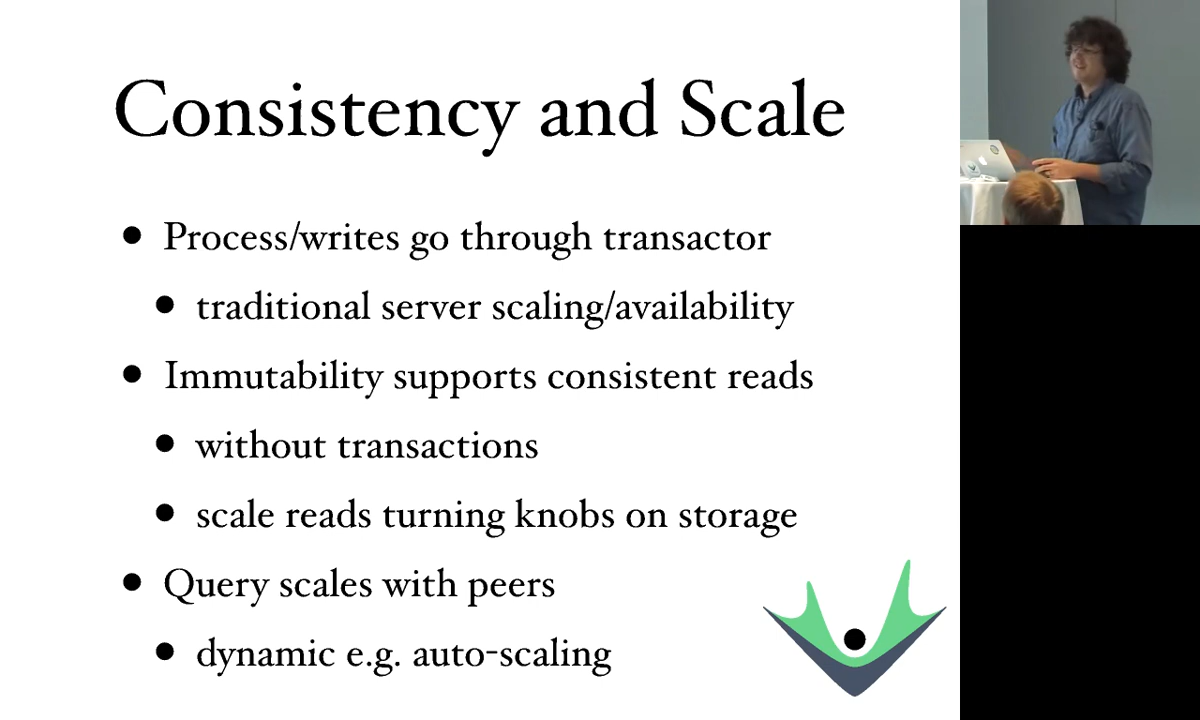 Consistency and Scale
• Process/writes go through transactor
• traditional server scaling/availability
• Immutability supports consistent reads
• without transactions
• scale reads turning knobs on storage
• Query scales with peers
• dynamic e.g. auto-scaling